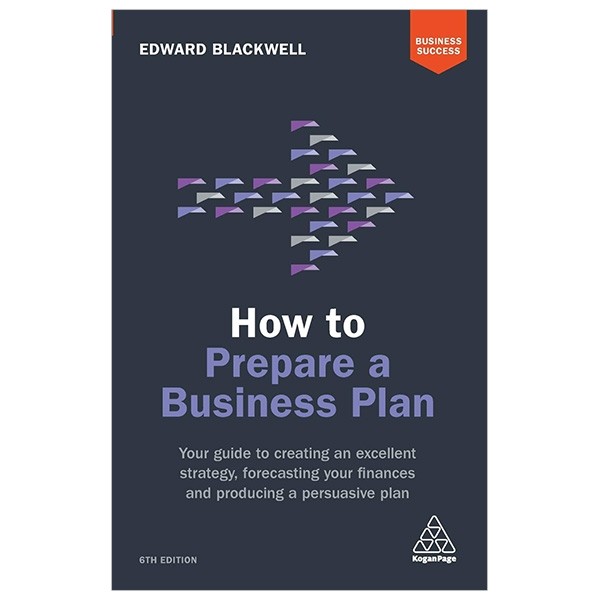 EDWARD BLACKWELL
BUSINESS
SUCCESS
How to
Prepare a
Business Plan
Your guide to creating an excellent
strategy, forecasting your finances
and producing a persuasive plan
6TH EDITION
KoganPage